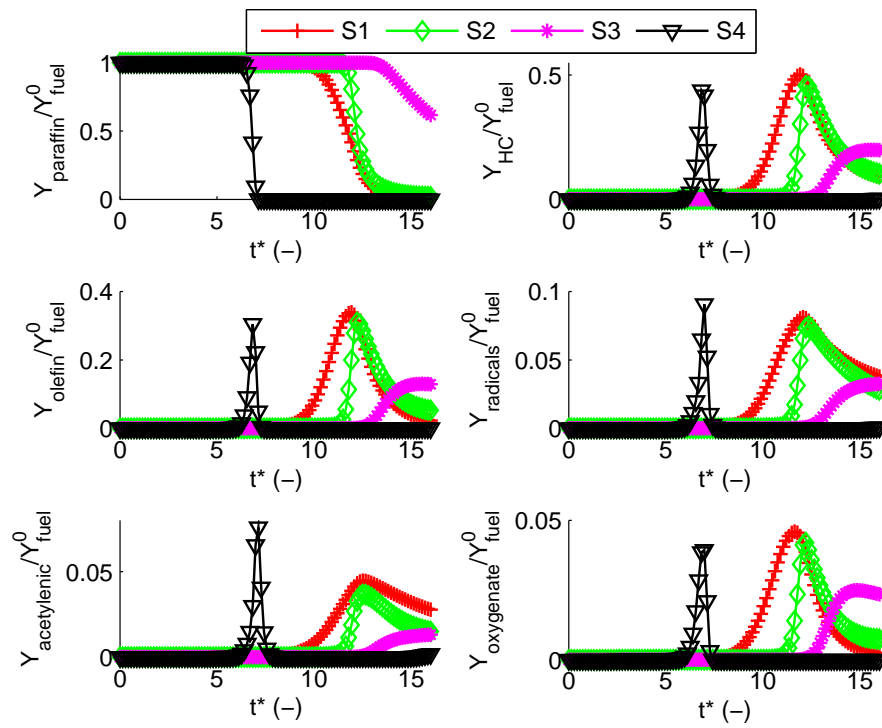 S1 S2 S3 S4
1
0.5
0
0 5 10 15
t* (−)
Y_paraffin/Y^0_fuel
0.5
0
0 5 10 15
t* (−)
Y_HC/Y^0_fuel
0.4
0.2
0
0 5 10 15
t* (−)
Y_olefin/Y^0_fuel
0.1
0.05
0
0 5 10 15
t* (−)
Y_radicals/Y^0_fuel
0.05
0
0 5 10 15
t* (−)
Y_acetylenic/Y^0_fuel
0.05
0
0 5 10 15
t* (−)
Y_oxygenate/Y^0_fuel